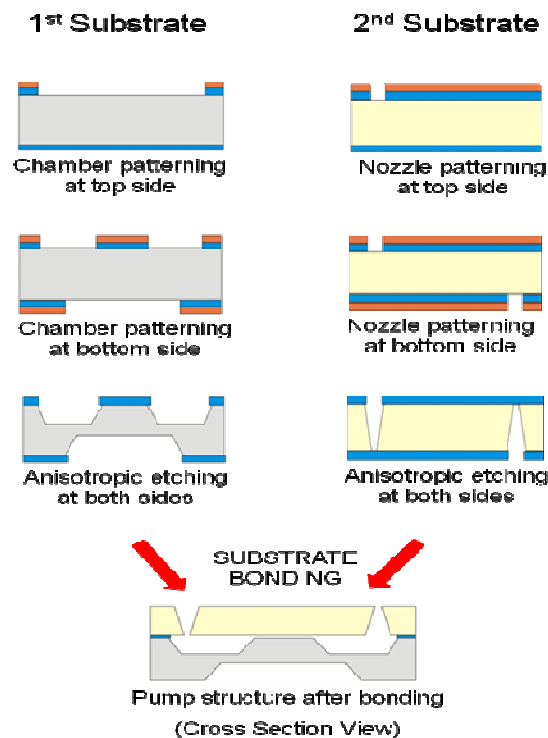 1st Substrate
2nd Substrate
Chamber patterning
at top side
Nozzle patterning
at top side
Chamber patterning
at bottom side
Nozzle patterning
at bottom side
Anisotropic etching
at both sides
Anisotropic etching
at both sides
SUBSTRATE
BONDING
Pump structure after bonding
(Cross Section View)